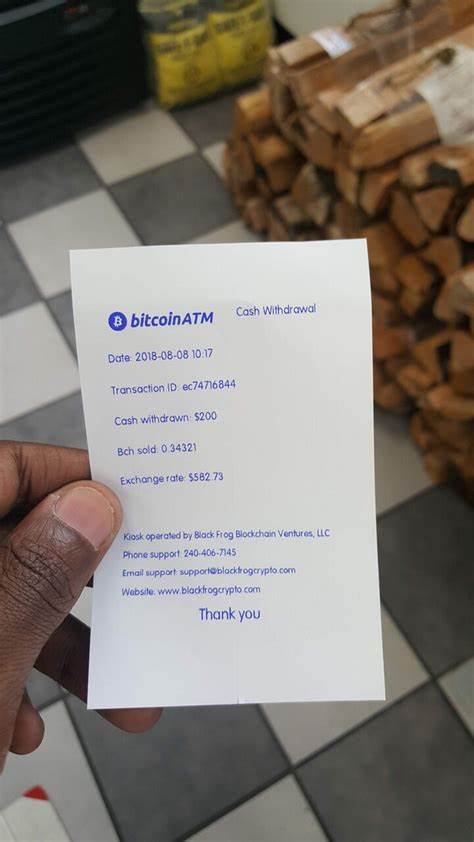 bitcoinATM Cash Withdrawal
Date: 2018-08-08 10:17
Transaction ID: ec74716844
Cash withdrawn: $200
Bch sold: 0.34321
Exchange rate: $582.73
Kiosk operated by Black Frog Blockchain Ventures, LLC
Phone support: 240-406-7145
Email support: support@blackfrogcrypto.com
Website: www.blackfrogcrypto.com
Thank you